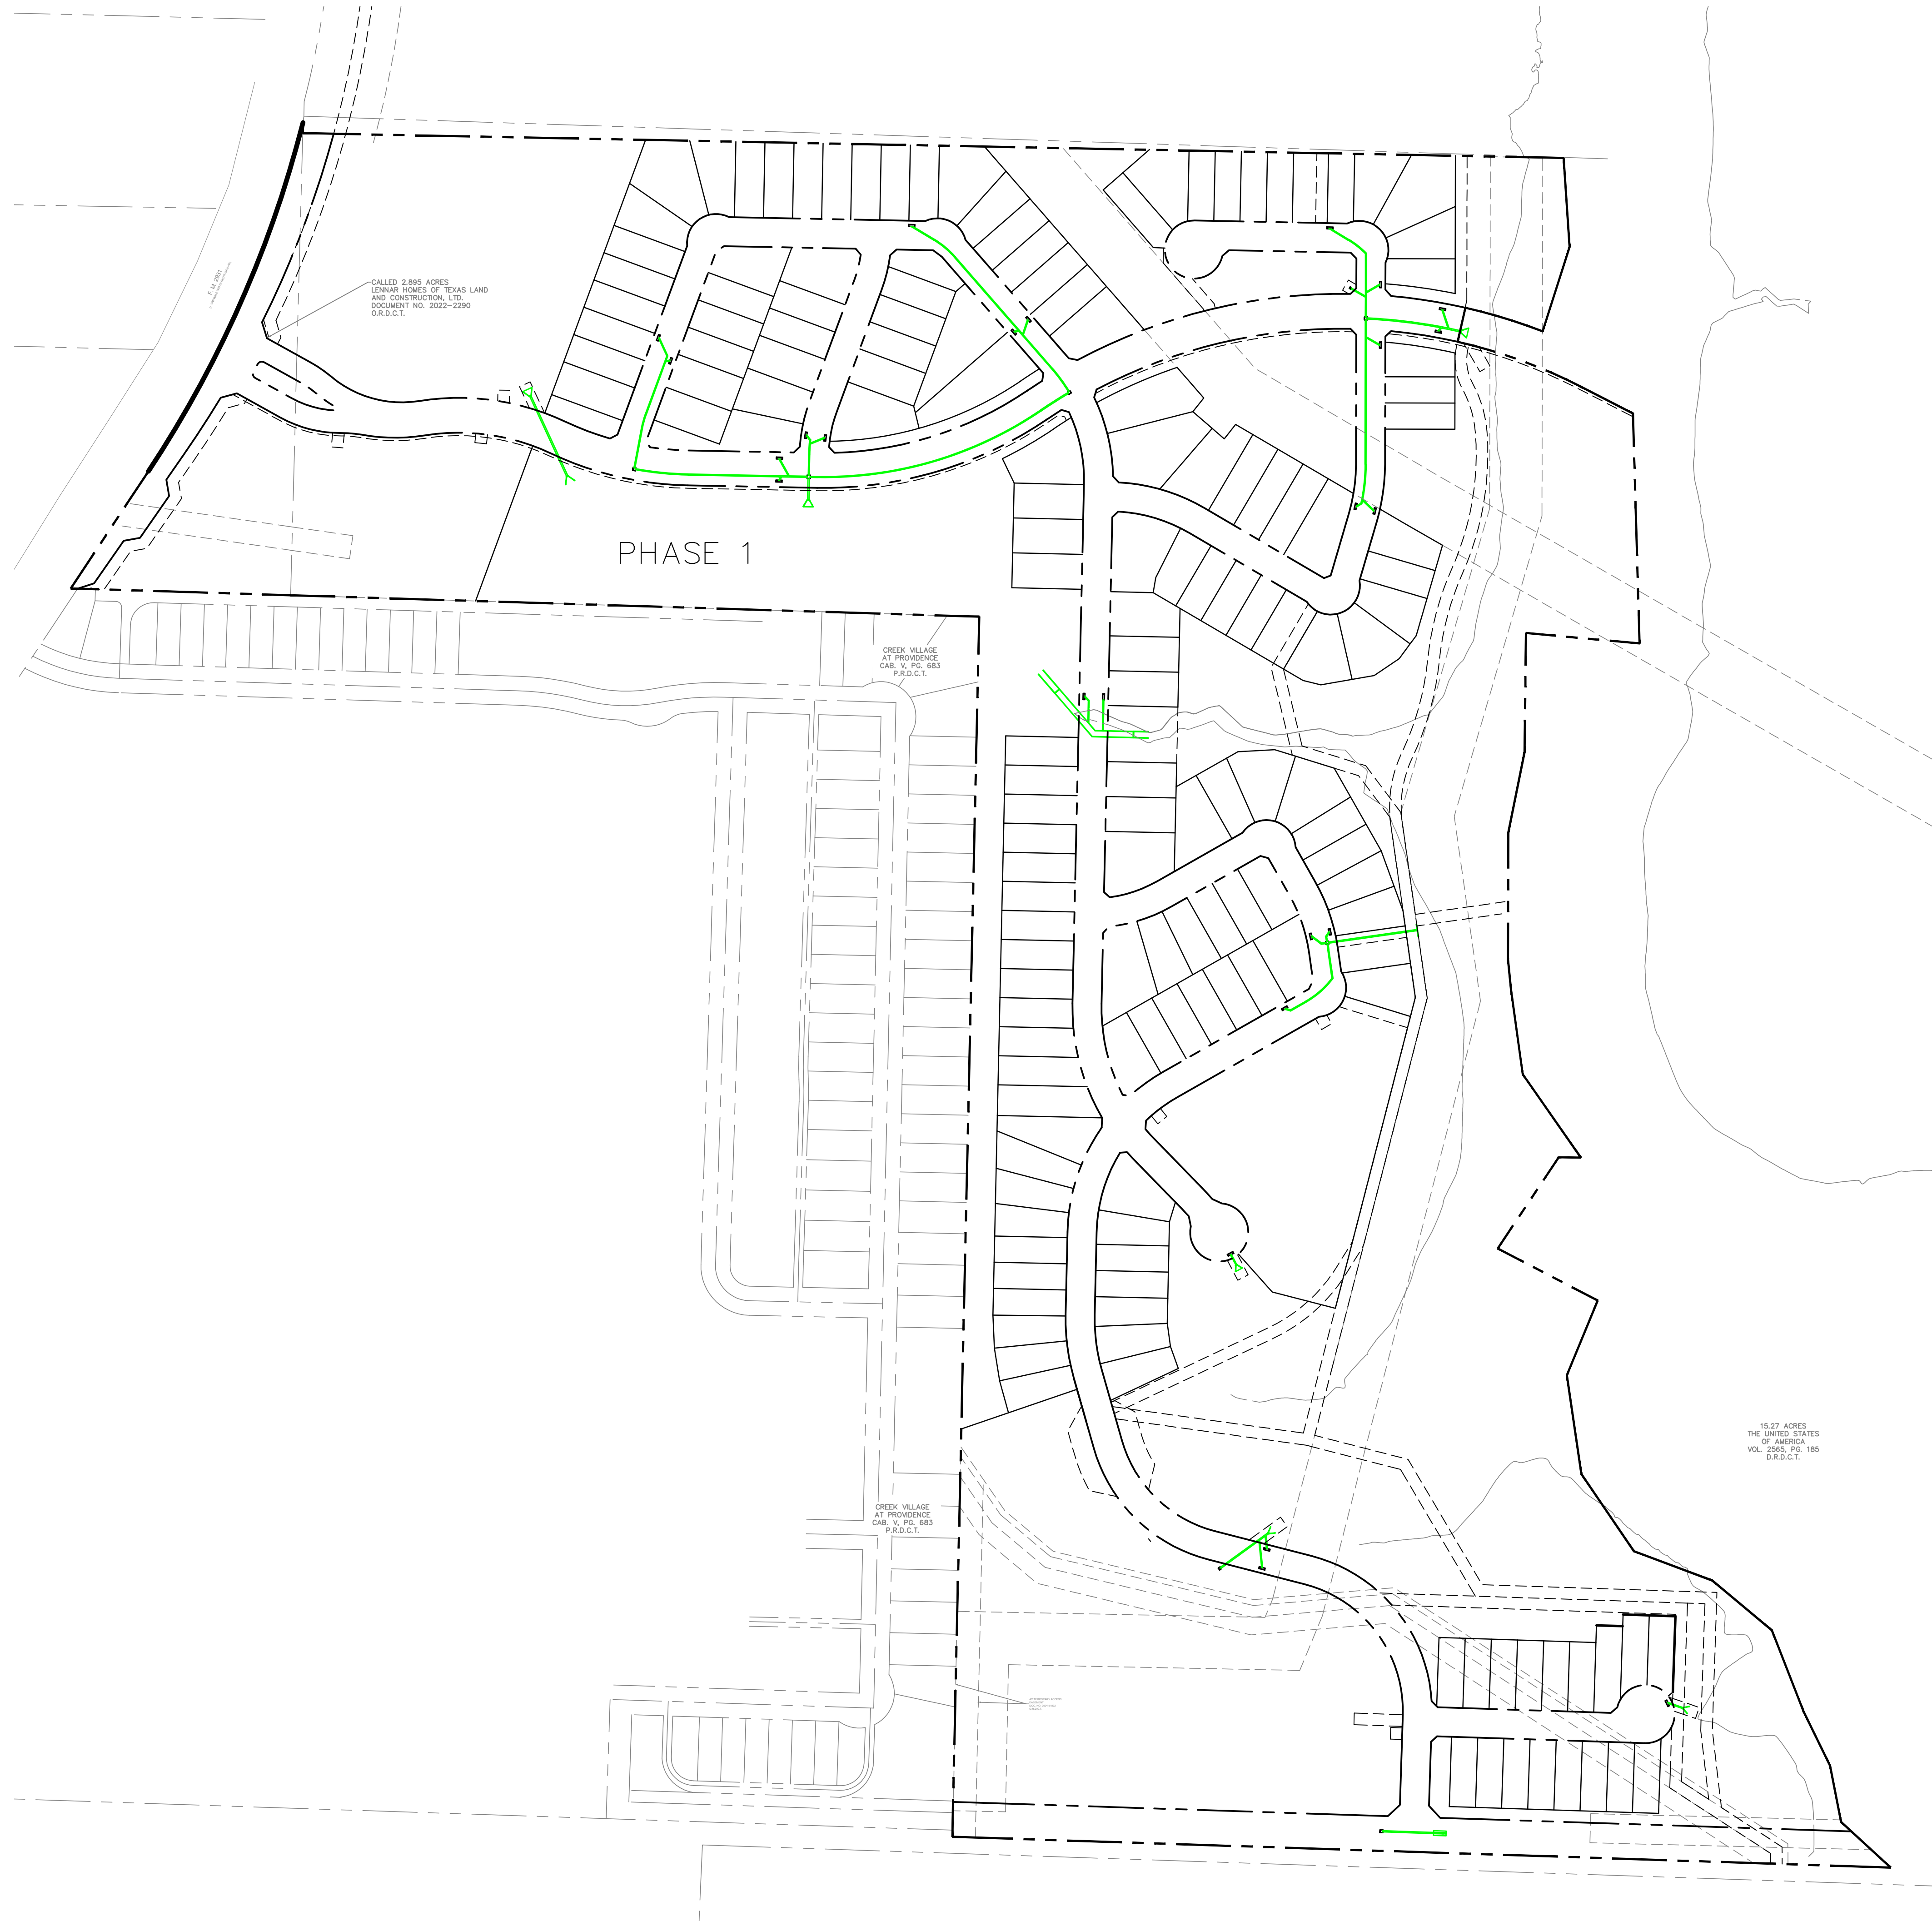 F. M. 2931
CALLED 2.895 ACRES
LENNAR HOMES OF TEXAS LAND
AND CONSTRUCTION, LTD.
DOCUMENT NO. 2022-2290
O.R.D.C.T.
PHASE 1
CREEK VILLAGE
AT PROVIDENCE
CAB. V, PG. 683
P.R.D.C.T.
15.27 ACRES
THE UNITED STATES
OF AMERICA
VOL. 2565, PG. 185
D.R.D.C.T.
CREEK VILLAGE
AT PROVIDENCE
CAB. V, PG. 683
P.R.D.C.T.